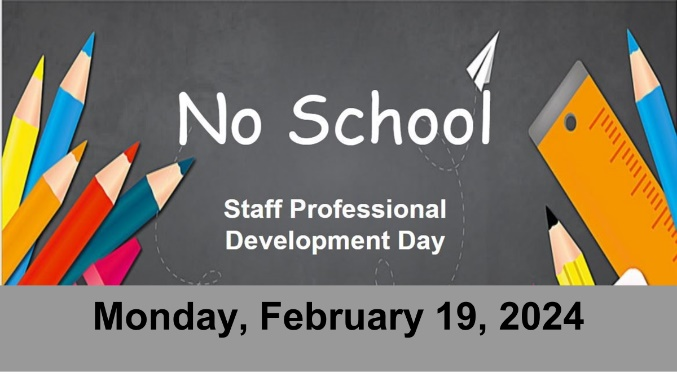 No School
Staff Professional
Development Day
Monday, February 19, 2024